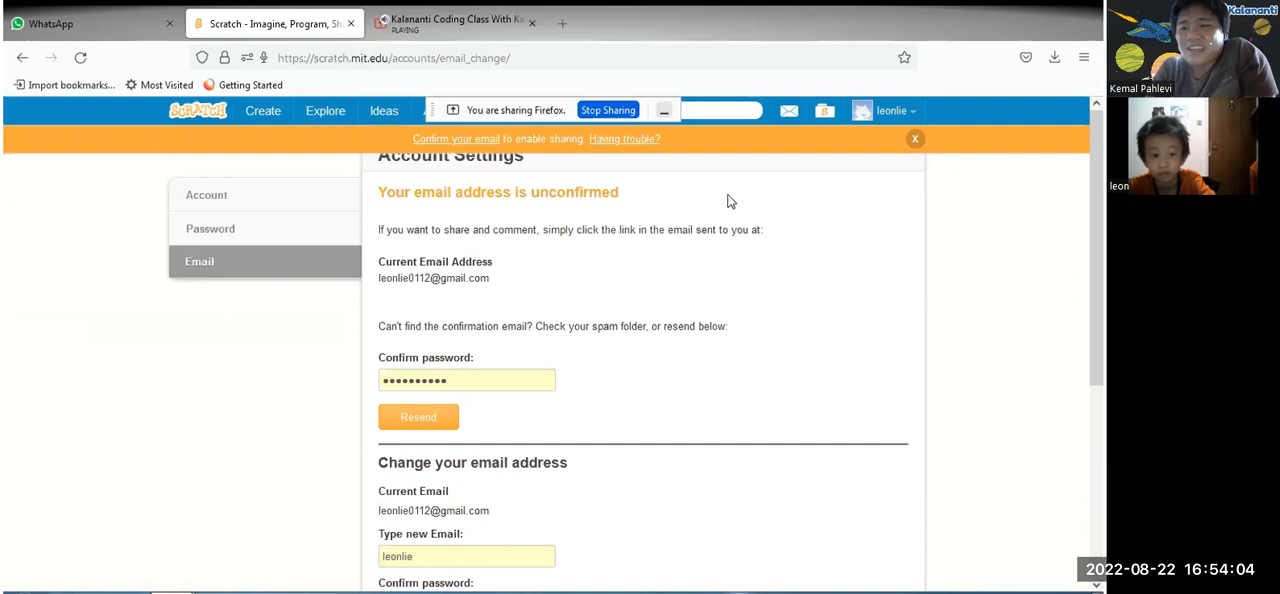 WhatsApp
Scratch - Imagine, Program, Sh
Kalananti Coding Class With Ka
PLAYING
https://scratch.mit.edu/accounts/email_change/
Import bookmarks...
Most Visited
Getting Started
SCRATCH
Create
Explore
Ideas
You are sharing Firefox.
Stop Sharing
leonlie
Confirm your email to enable sharing. Having trouble?
X
Account Settings
Account
Password
Email
Your email address is unconfirmed
If you want to share and comment, simply click the link in the email sent to you at:
Current Email Address
leonlie0112@gmail.com
Can't find the confirmation email? Check your spam folder, or resend below:
Confirm password:
Resend
Change your email address
Current Email
leonlie0112@gmail.com
Type new Email:
leonlie
Confirm password:
Kalananti
Kemal Pahlevi
leon
2022-08-22 16:54:04